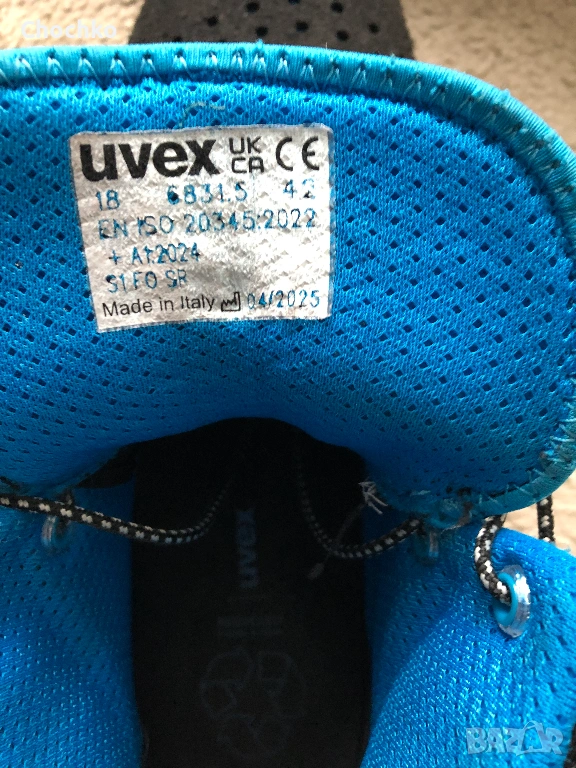 Chochko
uvex UK CA CE
18 6831.5 42
EN ISO 20345:2022
+ A1:2024
S1 FO SR
Made in Italy 04/2025
uvex